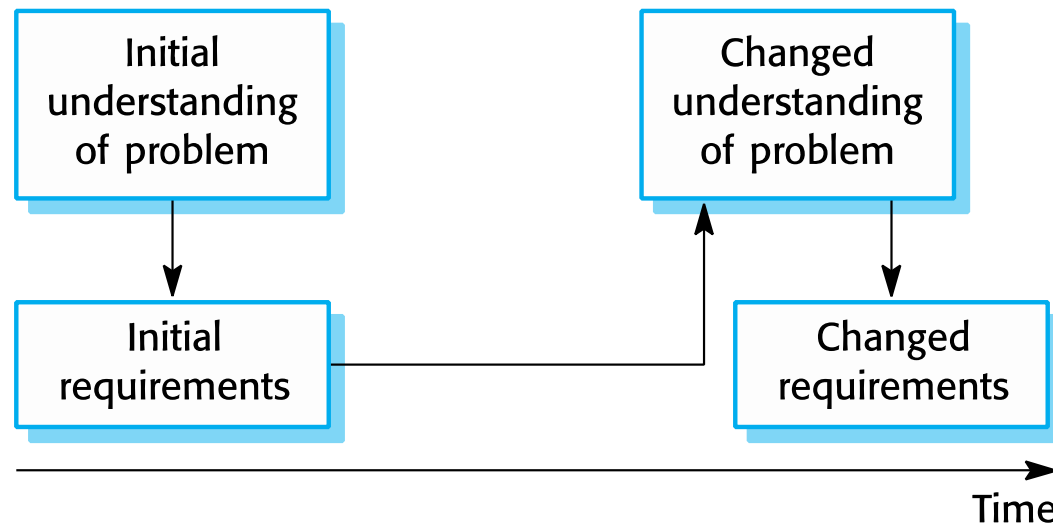 Initial
understanding
of problem
Changed
understanding
of problem
Initial
requirements
Changed
requirements
Time